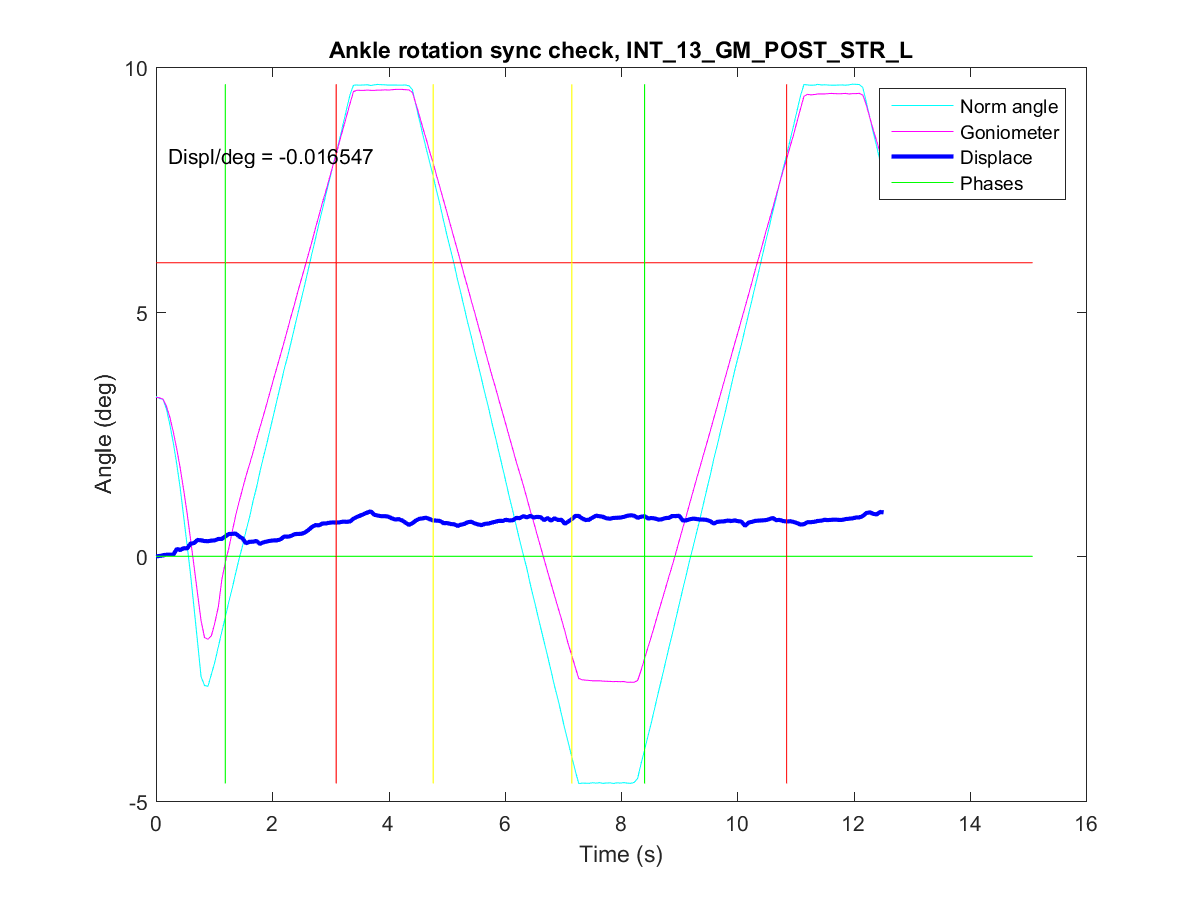 Ankle rotation sync check, INT_13_GM_POST_STR_L
10
Norm angle
Goniometer
Displace
Phases
Displ/deg = -0.016547
5
0
-5
Angle (deg)
0 2 4 6 8 10 12 14 16
Time (s)